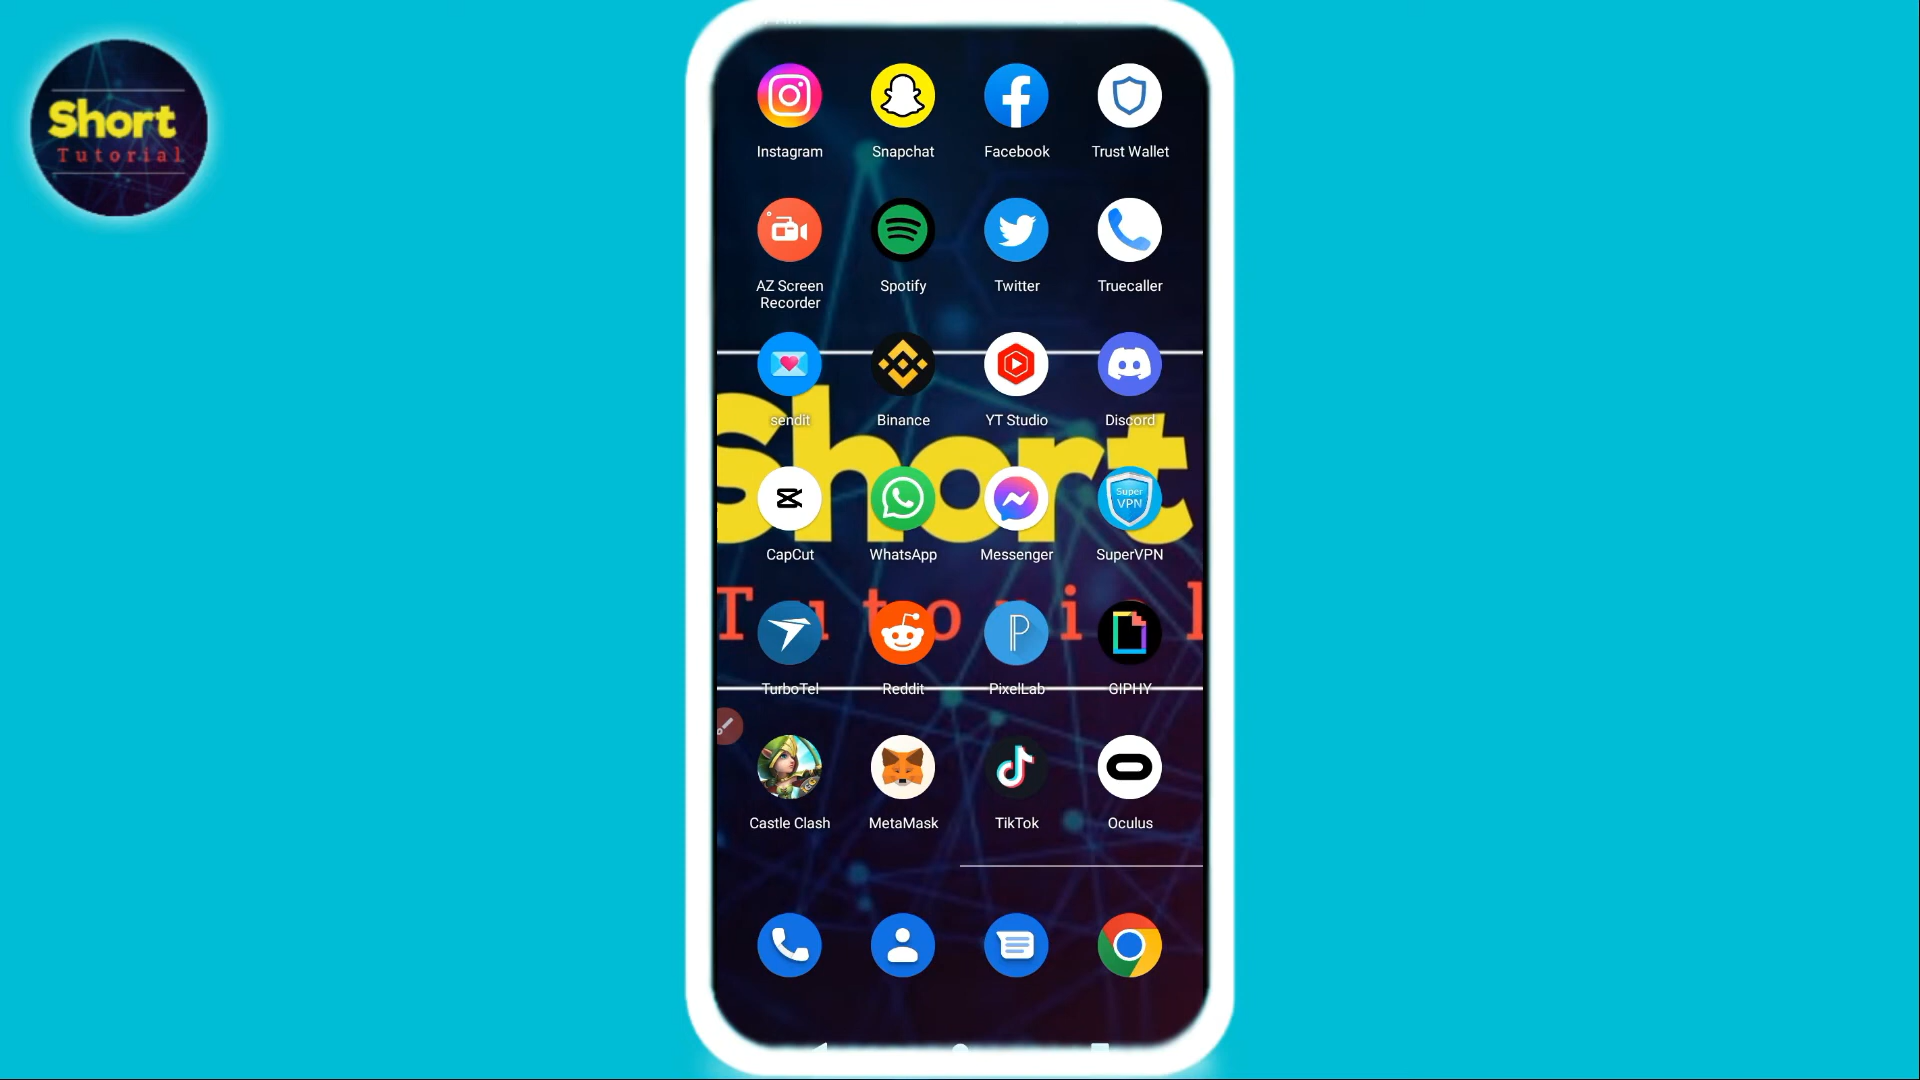 Short
Tutorial
Instagram
Snapchat
Facebook
Trust Wallet
AZ Screen
Recorder
Spotify
Twitter
Truecaller
sendit
Binance
YT Studio
Discord
Short
CapCut
WhatsApp
Messenger
Super
VPN
SuperVPN
Tutorial
TurboTel
Reddit
PixelLab
GIPHY
Castle Clash
MetaMask
TikTok
Oculus